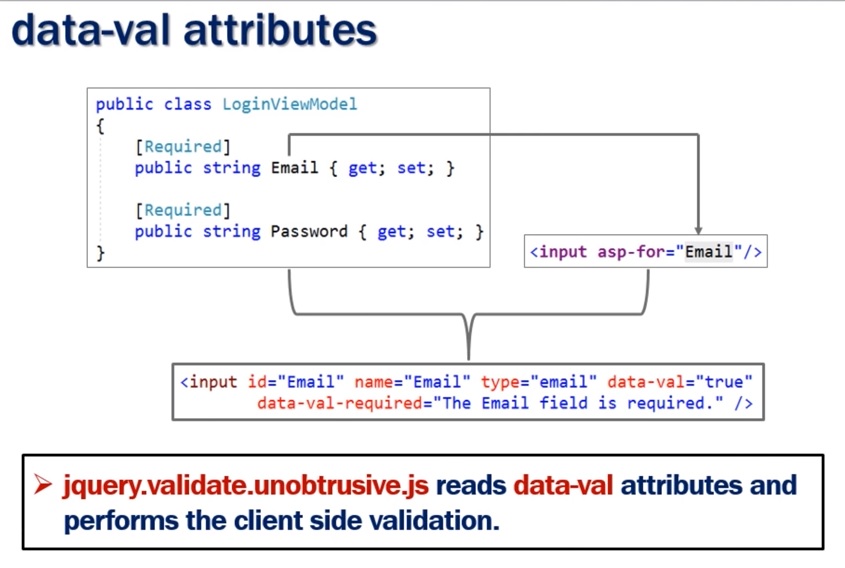 data-val attributes
public class LoginViewModel
{
[Required]
public string Email { get; set; }
[Required]
public string Password { get; set; }
}
<input asp-for="Email"/>
<input id="Email" name="Email" type="email" data-val="true"
data-val-required="The Email field is required." />
➢ jquery.validate.unobtrusive.js reads data-val attributes and
performs the client side validation.